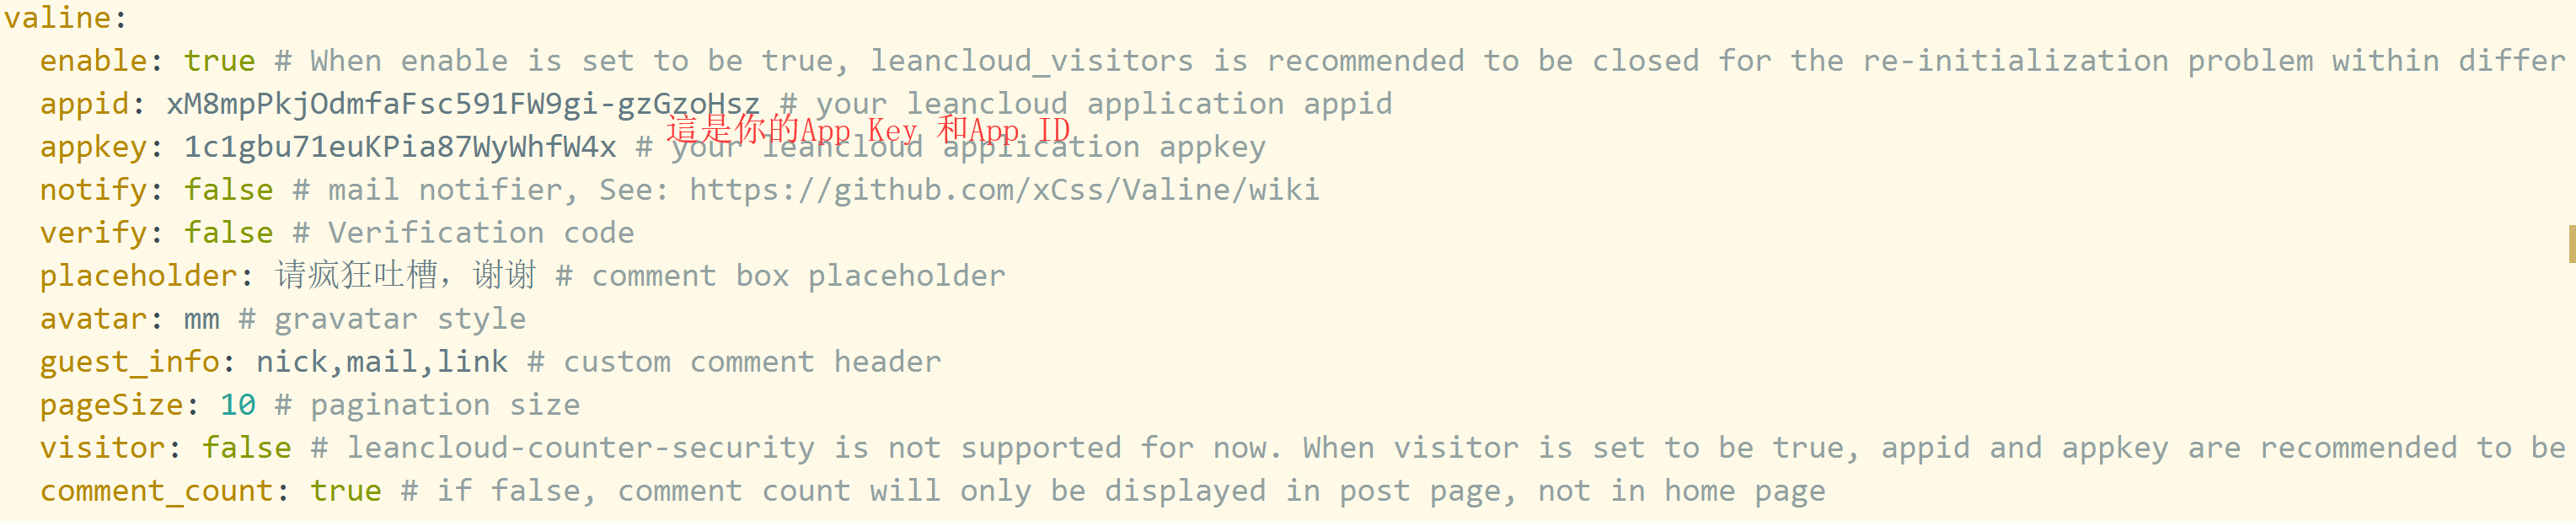 valine:
enable: true # When enable is set to be true, leancloud_visitors is recommended to be closed for the re-initialization problem within differ
appid: xM8mpPkjOdmfaFsc591FW9gi-gzGzoHsz # your leancloud application appid
這是你的App Key 和App ID
appkey: 1c1gbu71euKPia87WyWhfW4x # your leancloud application appkey
notify: false # mail notifier, See: https://github.com/xCss/Valine/wiki
verify: false # Verification code
placeholder: 请疯狂吐槽，谢谢 # comment box placeholder
avatar: mm # gravatar style
guest_info: nick,mail,link # custom comment header
pageSize: 10 # pagination size
visitor: false # leancloud-counter-security is not supported for now. When visitor is set to be true, appid and appkey are recommended to be
comment_count: true # if false, comment count will only be displayed in post page, not in home page